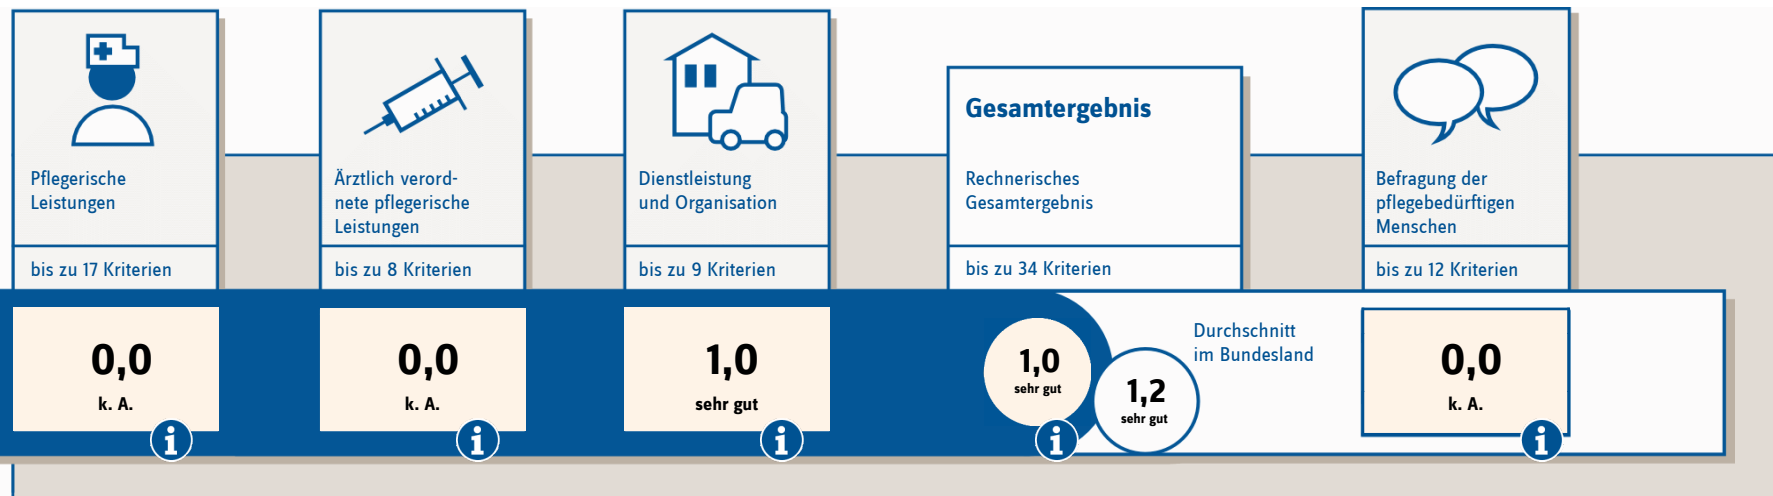 Pflegerische
Leistungen
bis zu 17 Kriterien
0,0
k. A.
i
Ärztlich verord-
nete pflegerische
Leistungen
bis zu 8 Kriterien
0,0
k. A.
i
Dienstleistung
und Organisation
bis zu 9 Kriterien
1,0
sehr gut
i
Gesamtergebnis
Rechnerisches
Gesamtergebnis
bis zu 34 Kriterien
1,0
sehr gut
i
1,2
sehr gut
Durchschnitt
im Bundesland
Befragung der
pflegebedürftigen
Menschen
bis zu 12 Kriterien
0,0
k. A.
i